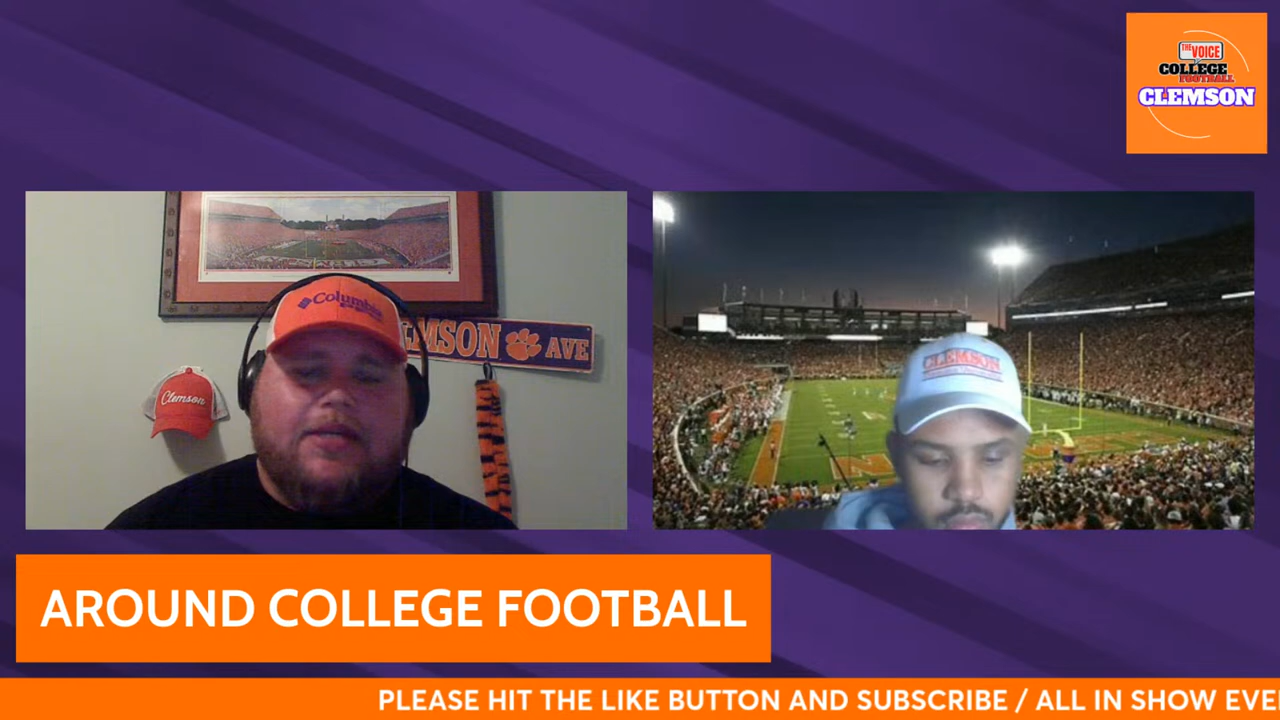 THE VOICE
COLLEGE
FOOTBALL
CLEMSON
Columbia
MSON AVE
Clemson
CLEMSON
AROUND COLLEGE FOOTBALL
PLEASE HIT THE LIKE BUTTON AND SUBSCRIBE / ALL IN SHOW EVE